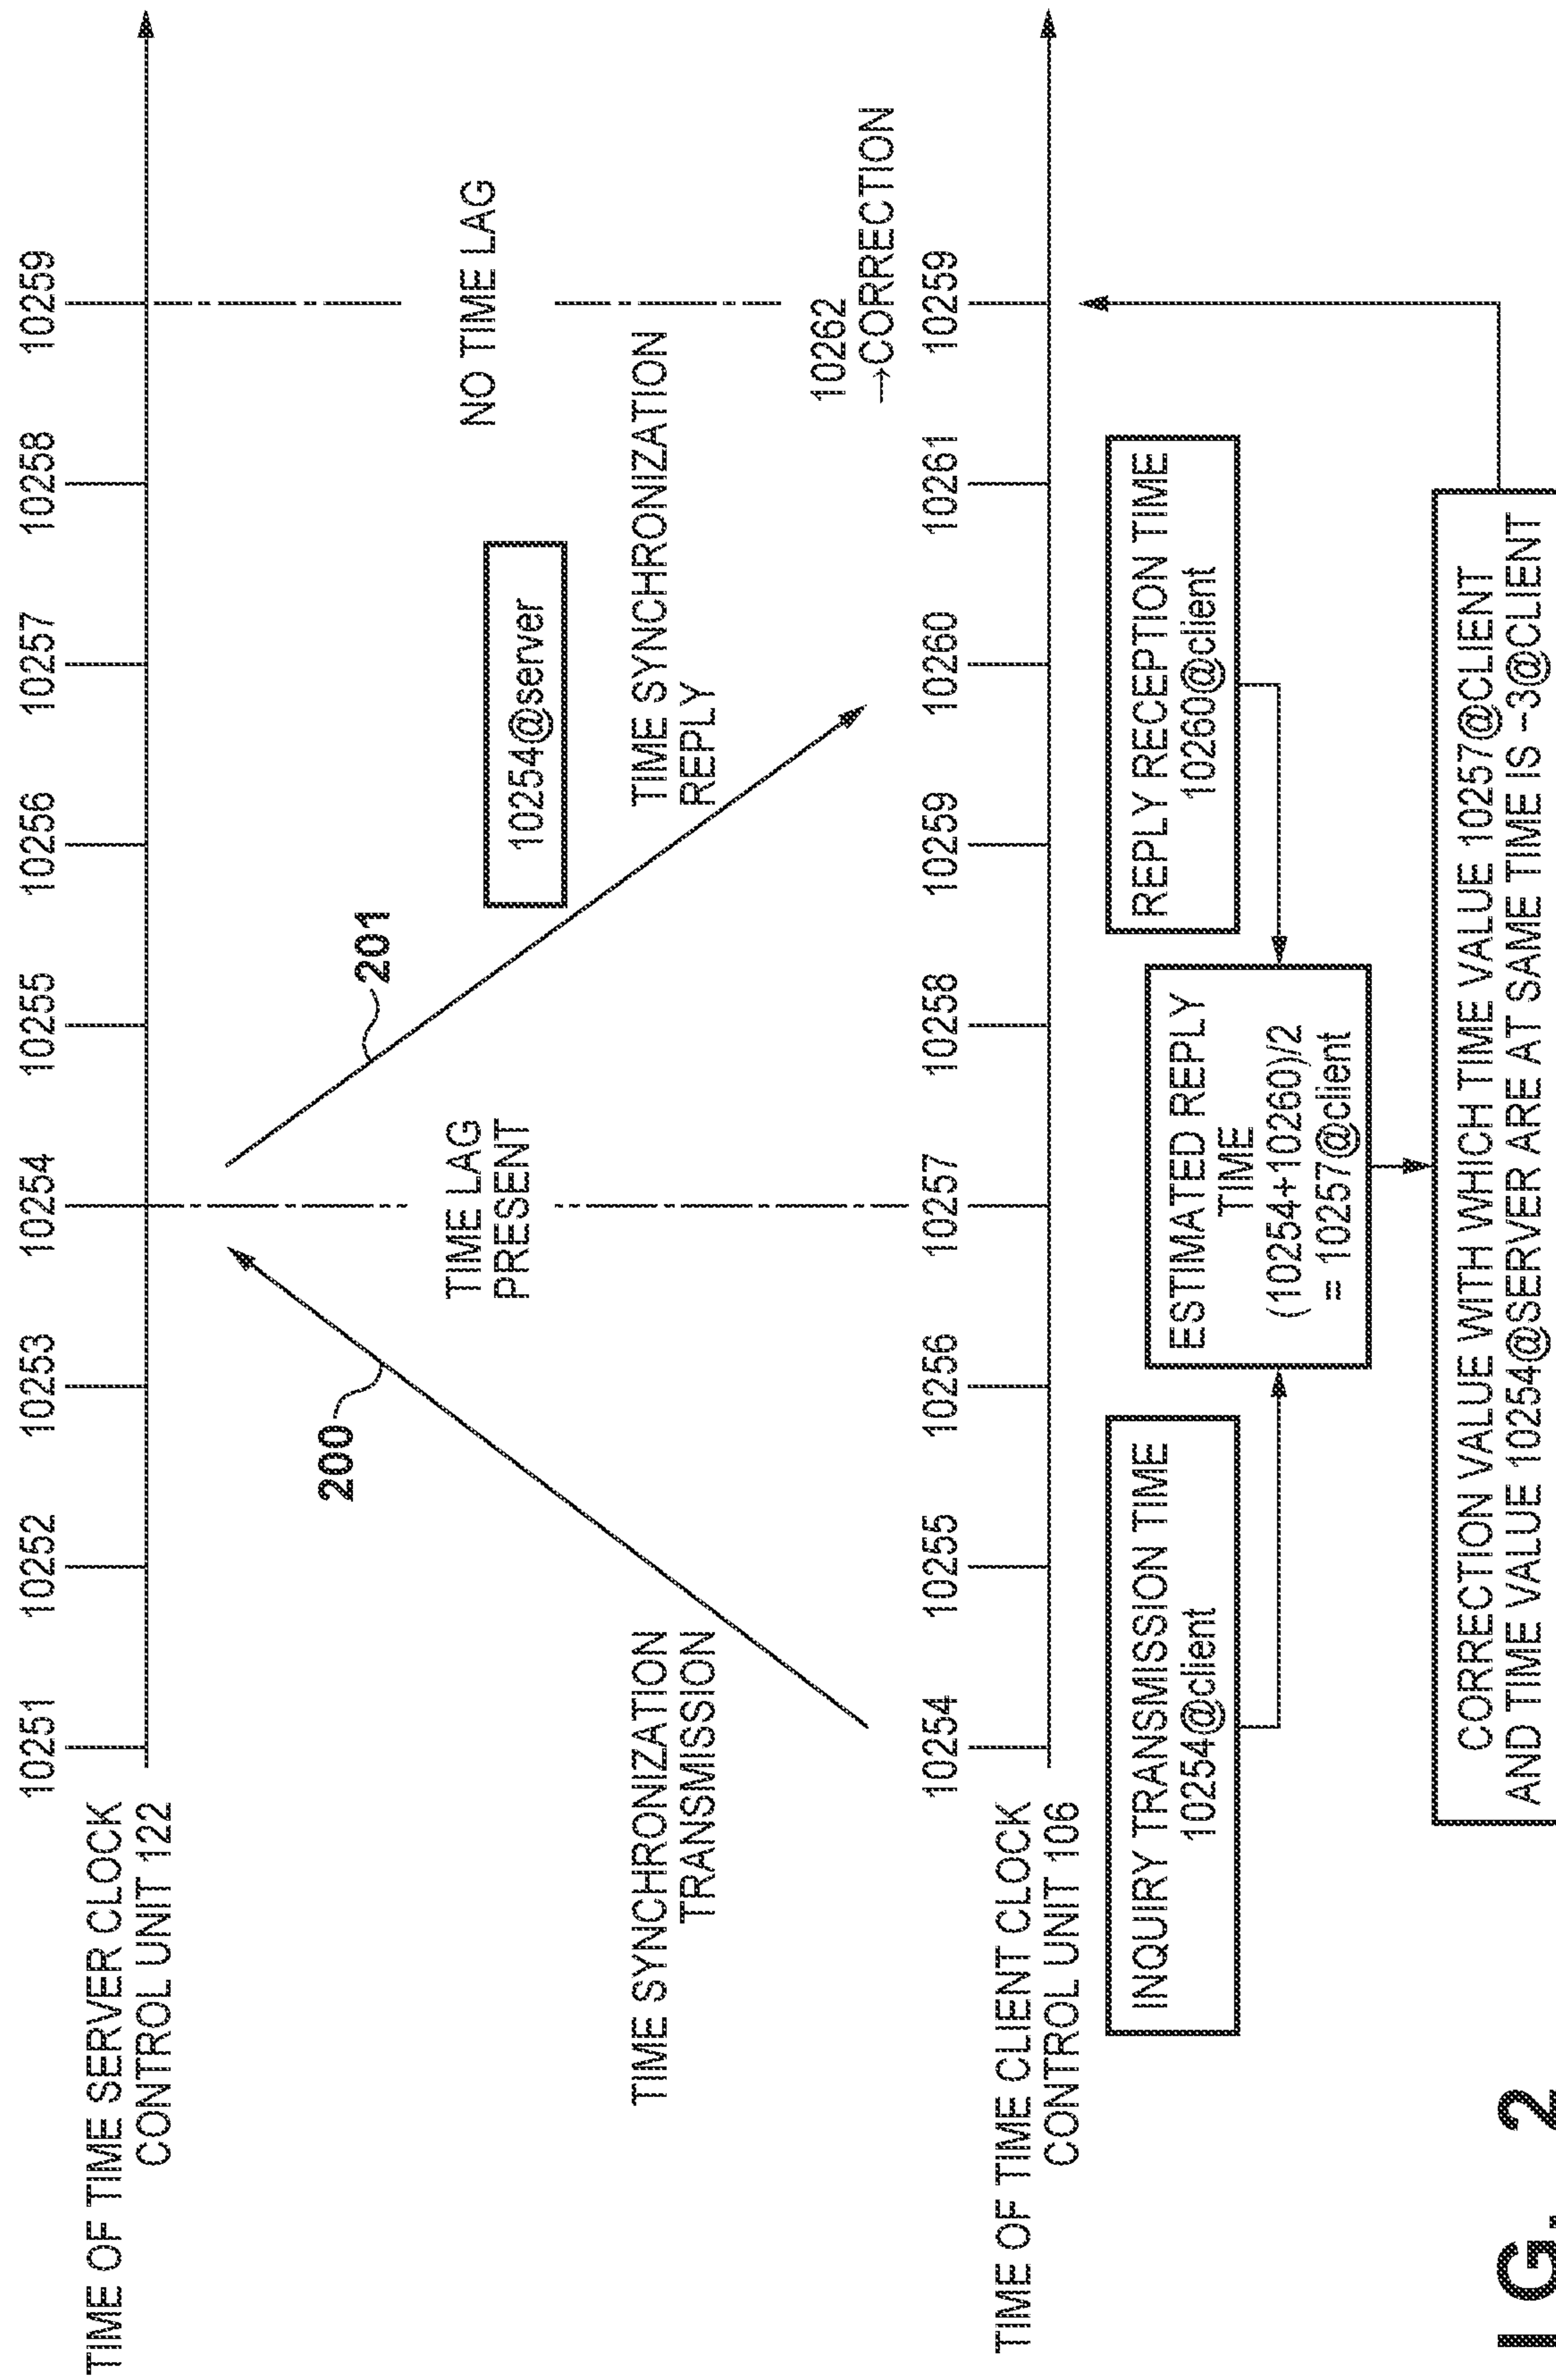 TIME OF TIME SERVER CLOCK
CONTROL UNIT 122
10251 10252 10253 10254 10255 10256 10257 10258 10259
200
201
TIME LAG
PRESENT
NO TIME LAG
10254@server
TIME SYNCHRONIZATION
TRANSMISSION
TIME SYNCHRONIZATION
REPLY
10262
→CORRECTION
TIME OF TIME CLIENT CLOCK
CONTROL UNIT 106
10254 10255 10256 10257 10258 10259 10260 10261 10259
INQUIRY TRANSMISSION TIME
10254@client
ESTIMATED REPLY
TIME
(10254+10260)/2
= 10257@client
REPLY RECEPTION TIME
10260@client
CORRECTION VALUE WITH WHICH TIME VALUE 10257@CLIENT
AND TIME VALUE 10254@SERVER ARE AT SAME TIME IS -3@CLIENT
IG. 2